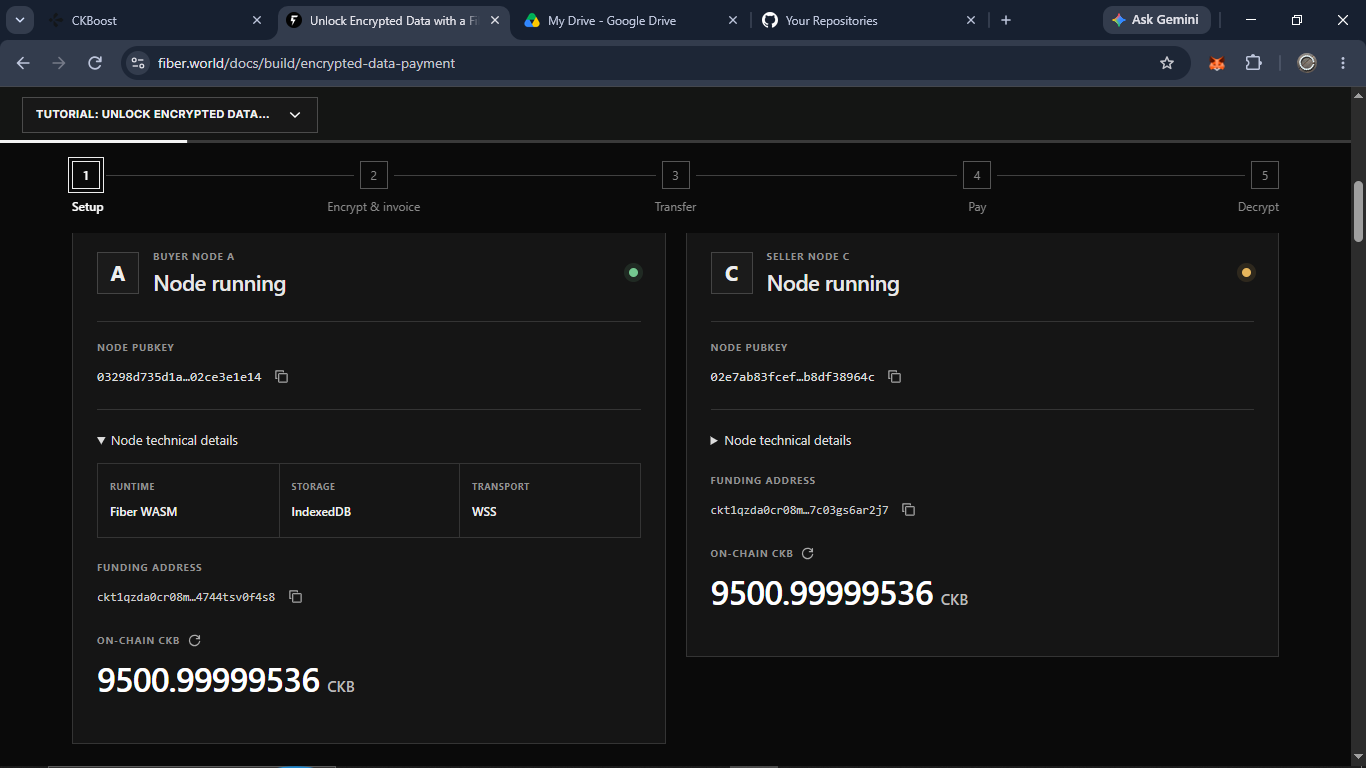 CKBoost
Unlock Encrypted Data with a Fi
My Drive - Google Drive
Your Repositories
Ask Gemini
fiber.world/docs/build/encrypted-data-payment
TUTORIAL: UNLOCK ENCRYPTED DATA...
1
2
3
4
5
Setup
Encrypt & invoice
Transfer
Pay
Decrypt
A
BUYER NODE A
Node running
NODE PUBKEY
03298d735d1a…02ce3e1e14
▼ Node technical details
RUNTIME
STORAGE
TRANSPORT
Fiber WASM
IndexedDB
WSS
FUNDING ADDRESS
ckt1qzda0cr08m…4744tsv0f4s8
ON-CHAIN CKB
9500.99999536 CKB
C
SELLER NODE C
Node running
NODE PUBKEY
02e7ab83fcef…b8df38964c
▶ Node technical details
FUNDING ADDRESS
ckt1qzda0cr08m…7c03gs6ar2j7
ON-CHAIN CKB
9500.99999536 CKB